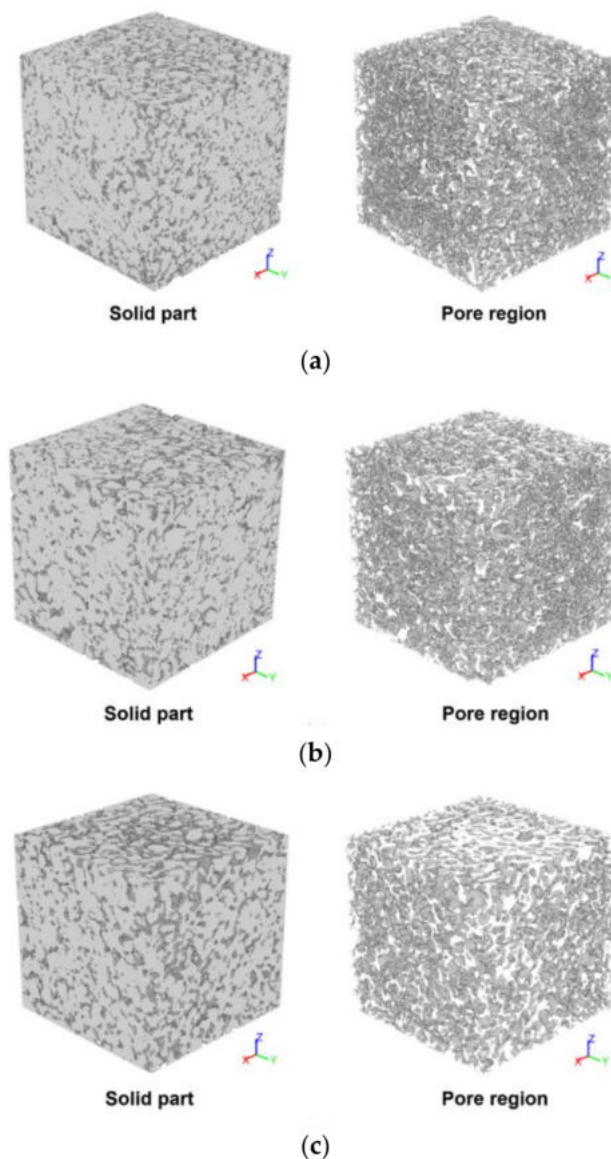 Z
X Y
Z
X Y
Solid part Pore region
(a)
Z
X Y
Z
X Y
Solid part Pore region
(b)
Z
X Y
Z
X Y
Solid part Pore region
(c)